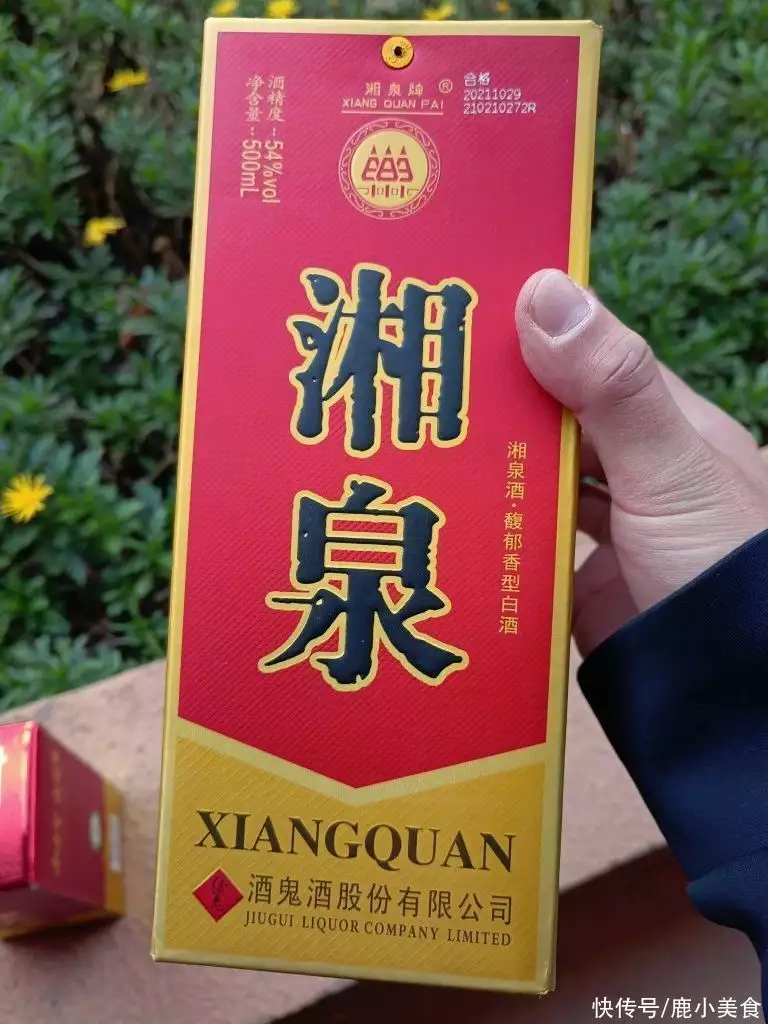 酒精度：54%vol
净含量：500mL
湘泉牌®
XIANG QUAN PAI
合格
20211029
210210272R
湘泉
湘泉酒·馥郁香型白酒
XIANGQUAN
酒鬼酒股份有限公司
JIUGUI LIQUOR COMPANY LIMITED
快传号/鹿小美食